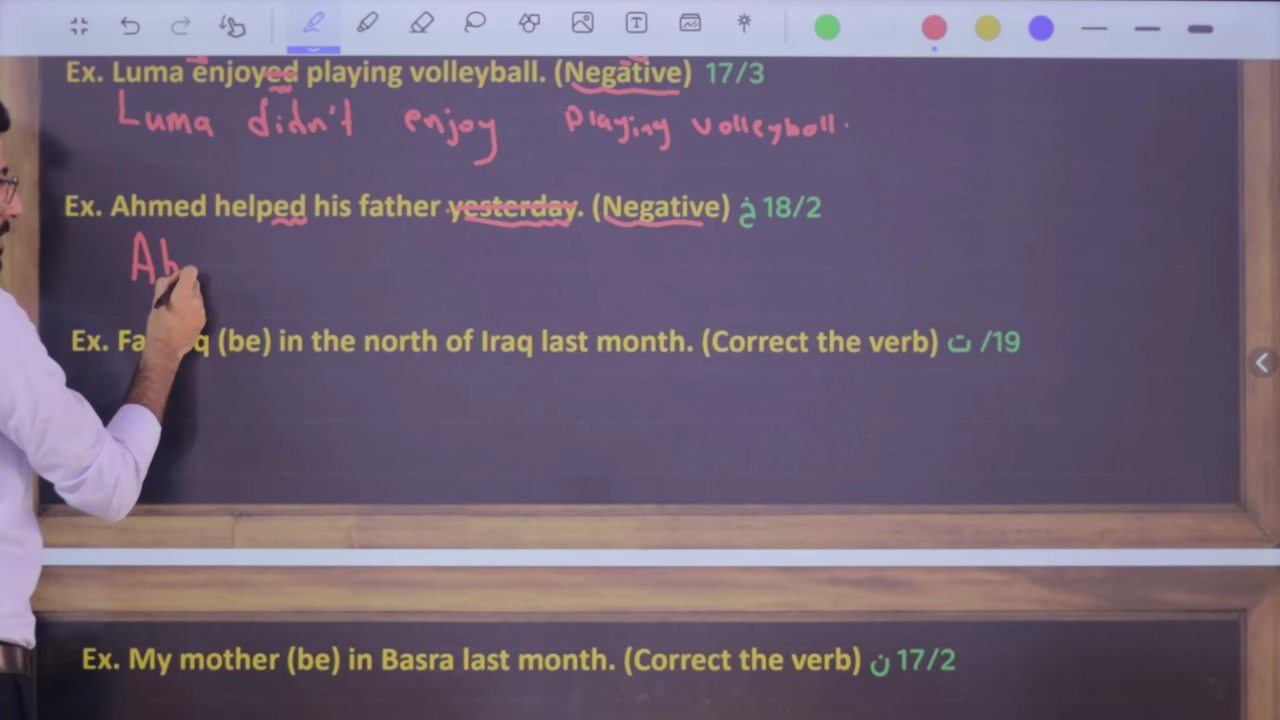 Ex. Luma enjoyed playing volleyball. (Negative) 17/3
Luma didn't enjoy playing volleyball.
Ex. Ahmed helped his father yesterday. (Negative) خ 18/2
Ah
Ex. (be) in the north of Iraq last month. (Correct the verb) ت /19
Ex. My mother (be) in Basra last month. (Correct the verb) ن 17/2